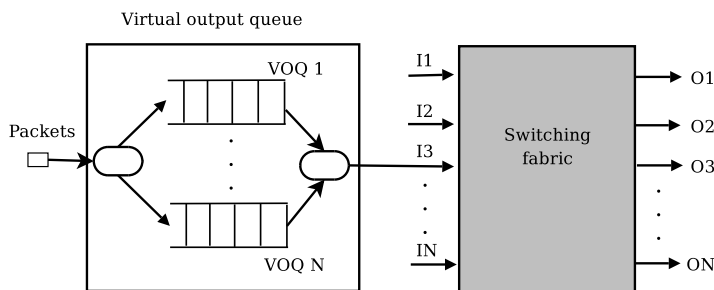 Virtual output queue
VOQ 1
Packets
VOQ N
I1
I2
I3
IN
Switching
fabric
O1
O2
O3
ON